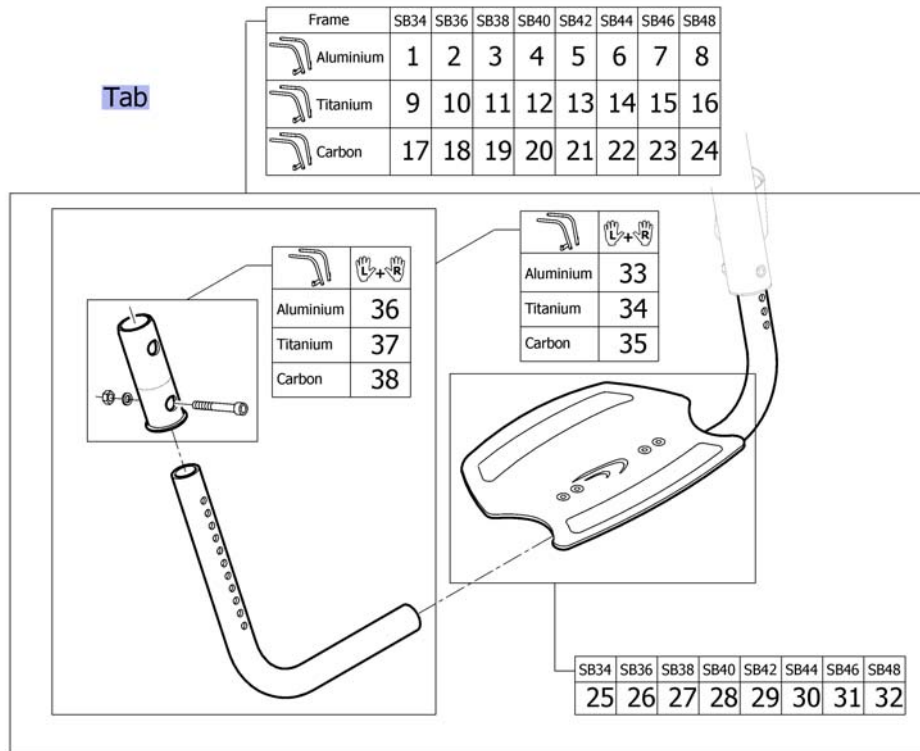 Frame SB34 SB36 SB38 SB40 SB42 SB44 SB46 SB48
Aluminium 1 2 3 4 5 6 7 8
Tab
Titanium 9 10 11 12 13 14 15 16
Carbon 17 18 19 20 21 22 23 24
L+R
Aluminium 33
Titanium 34
Carbon 35
L+R
Aluminium 36
Titanium 37
Carbon 38
SB34 SB36 SB38 SB40 SB42 SB44 SB46 SB48
25 26 27 28 29 30 31 32